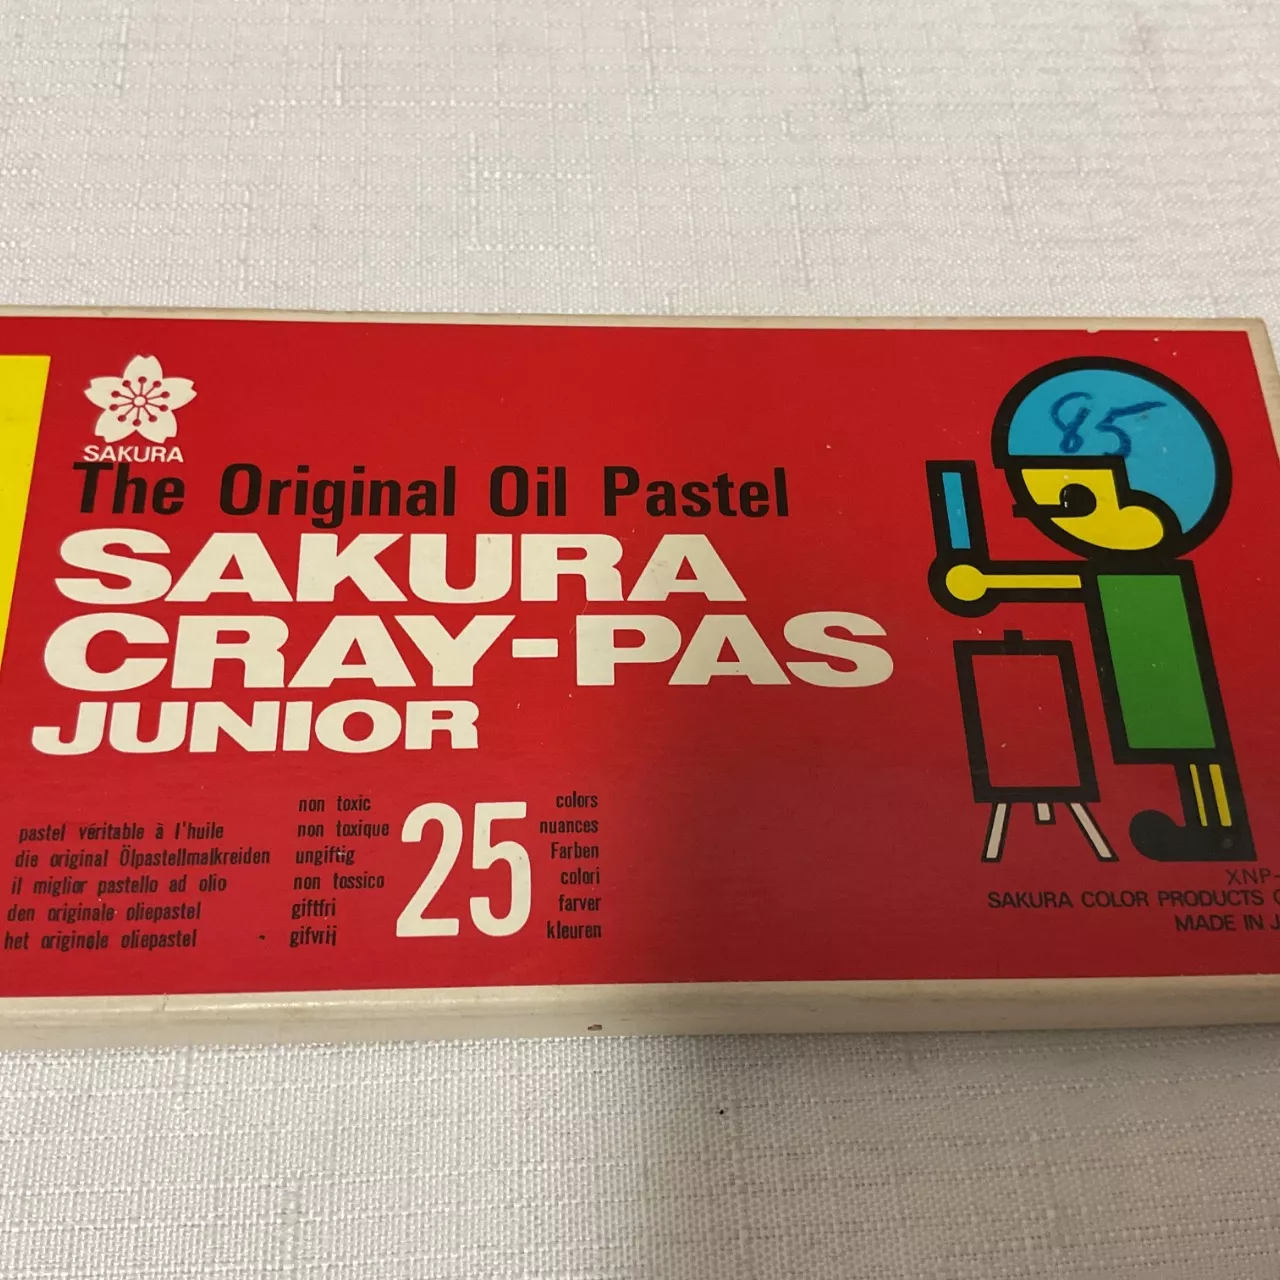 85
SAKURA
The Original Oil Pastel
SAKURA
CRAY-PAS
JUNIOR
pastel véritable à l'huile
die original Ölpastellmalkreiden
il miglior pastello ad olio
den originale oliepastel
het originele oliepastel
non toxic
non toxique
ungiftig
non tossico
giftfri
gifvrij
25
colors
nuances
Farben
colori
farver
kleuren
XNP-
SAKURA COLOR PRODUCTS
MADE IN